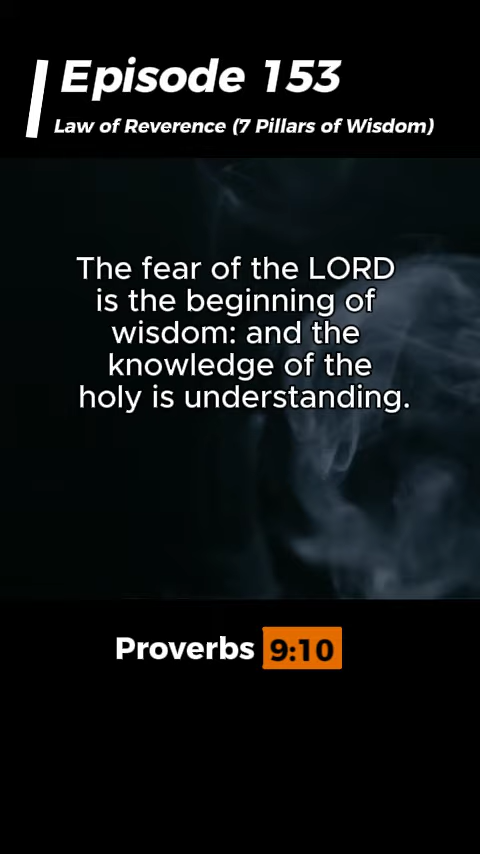 Episode 153
Law of Reverence (7 Pillars of Wisdom)
The fear of the LORD
is the beginning of
wisdom: and the
knowledge of the
holy is understanding.
Proverbs 9:10